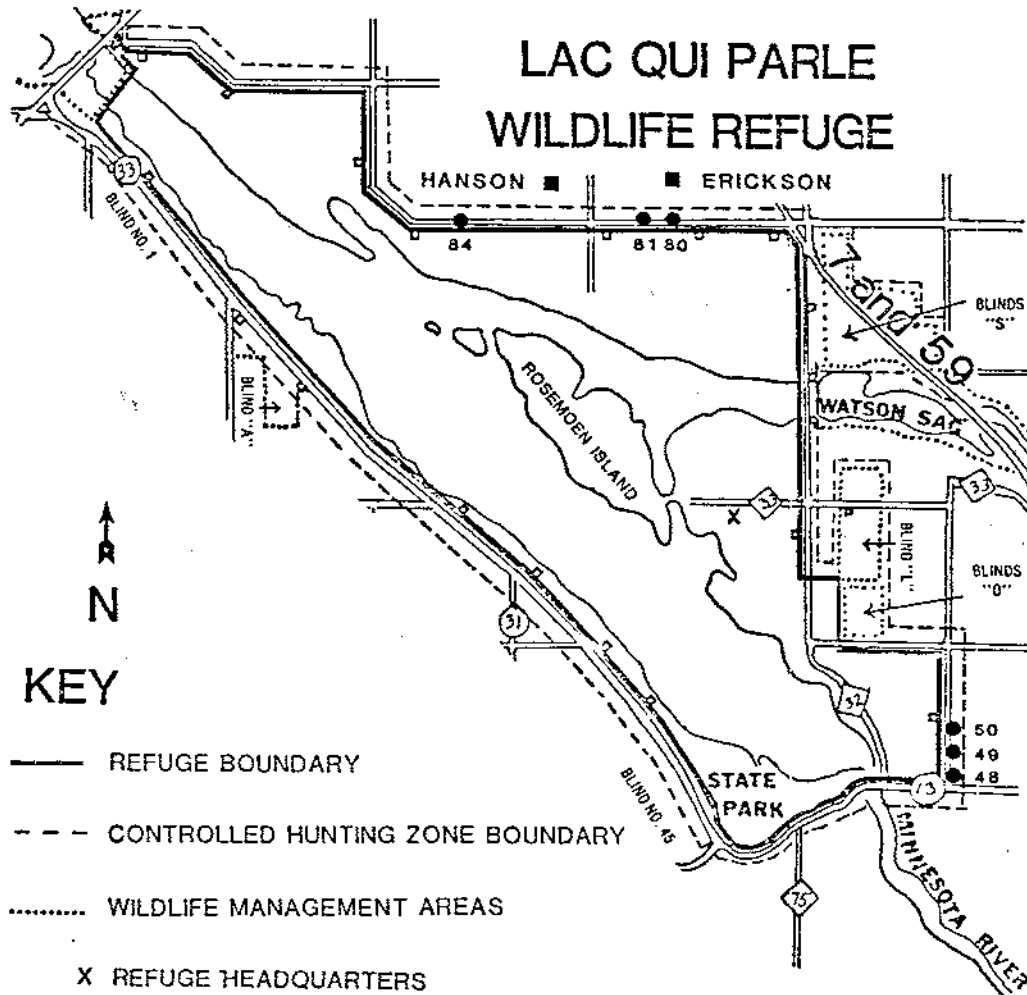 LAC QUI PARLE
WILDLIFE REFUGE
HANSON
ERICKSON
33
BLIND NO. 1
84
81 80
7 and 59
BLINDS
"S"
BLIND "A"
ROSEMOEN ISLAND
WATSON SAG
33
33
X
BLIND "L"
BLINDS
"O"
N
31
KEY
32
50
49
48
13
REFUGE BOUNDARY
STATE
PARK
BLIND NO. 45
CONTROLLED HUNTING ZONE BOUNDARY
MINNESOTA RIVER
75
WILDLIFE MANAGEMENT AREAS
X REFUGE HEADQUARTERS